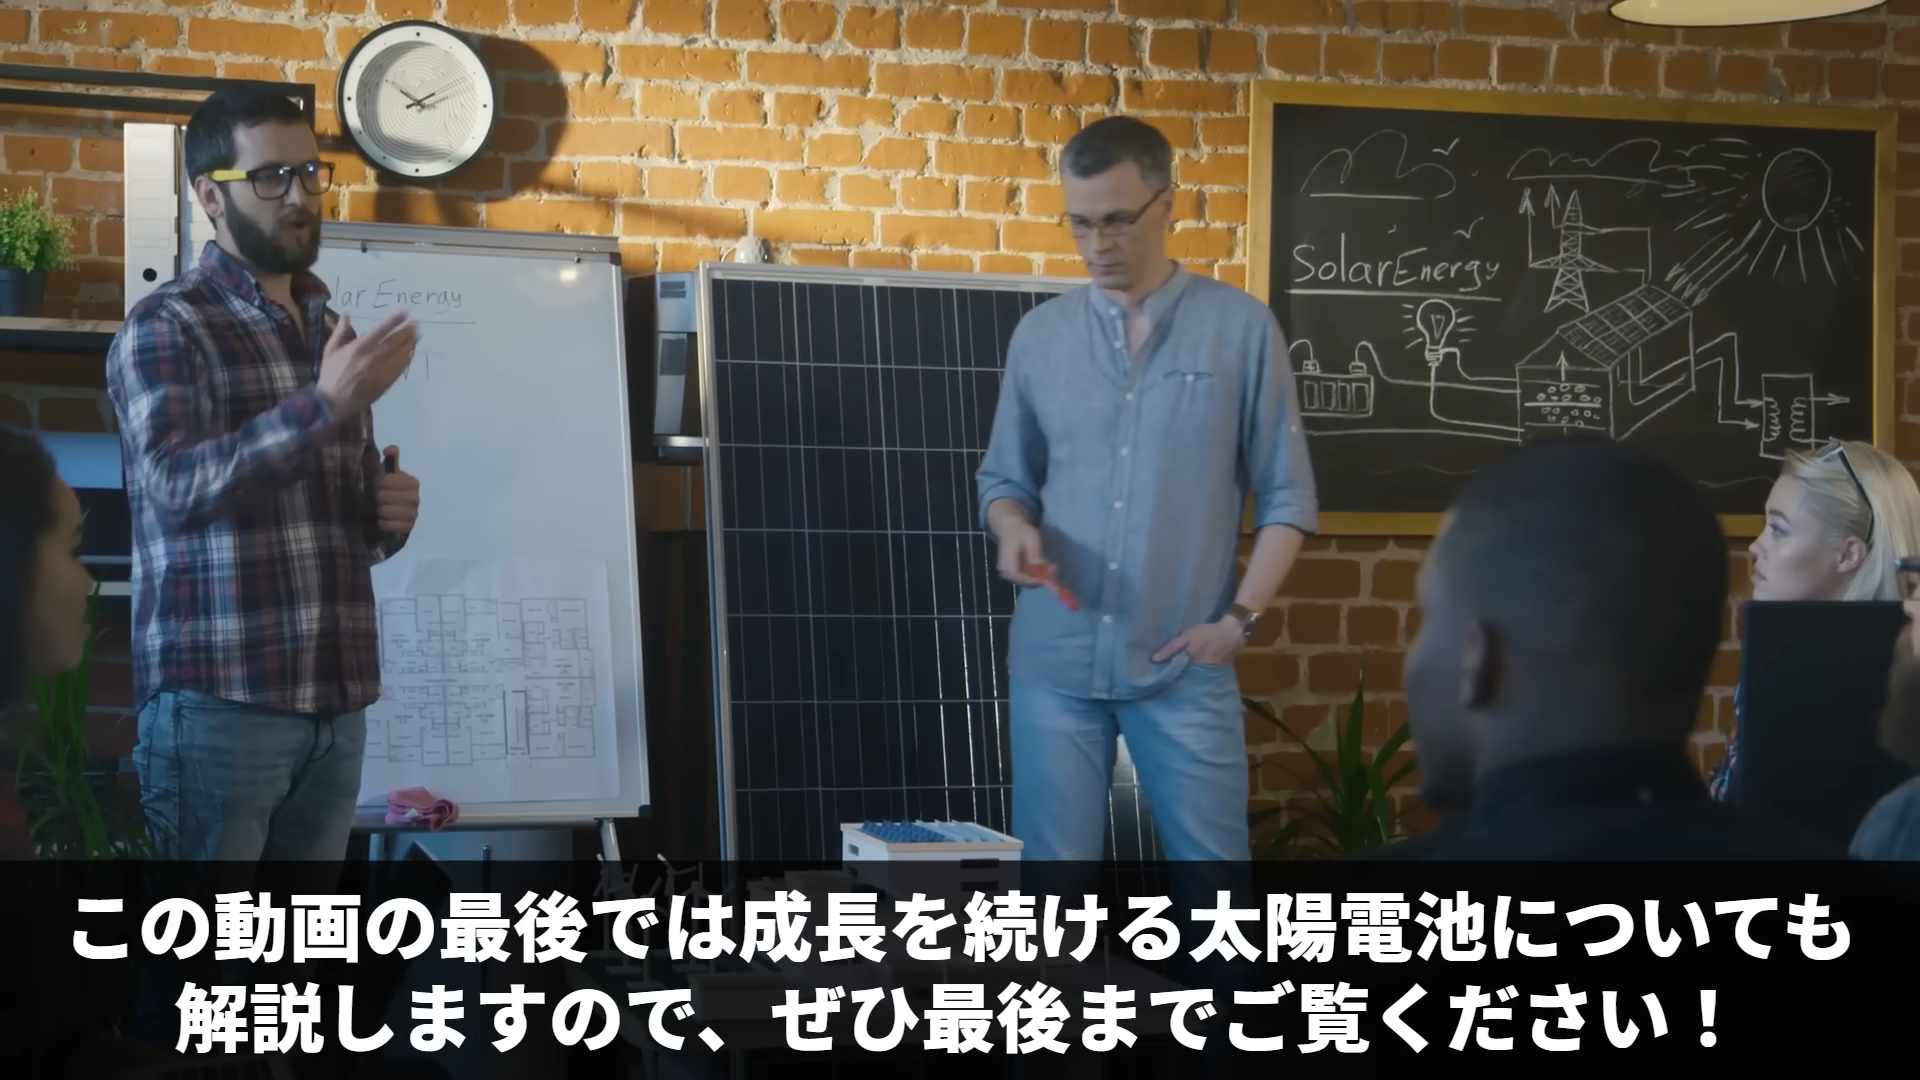 lar Energy
SolarEnergy
この動画の最後では成長を続ける太陽電池についても
解説しますので、ぜひ最後までご覧ください！